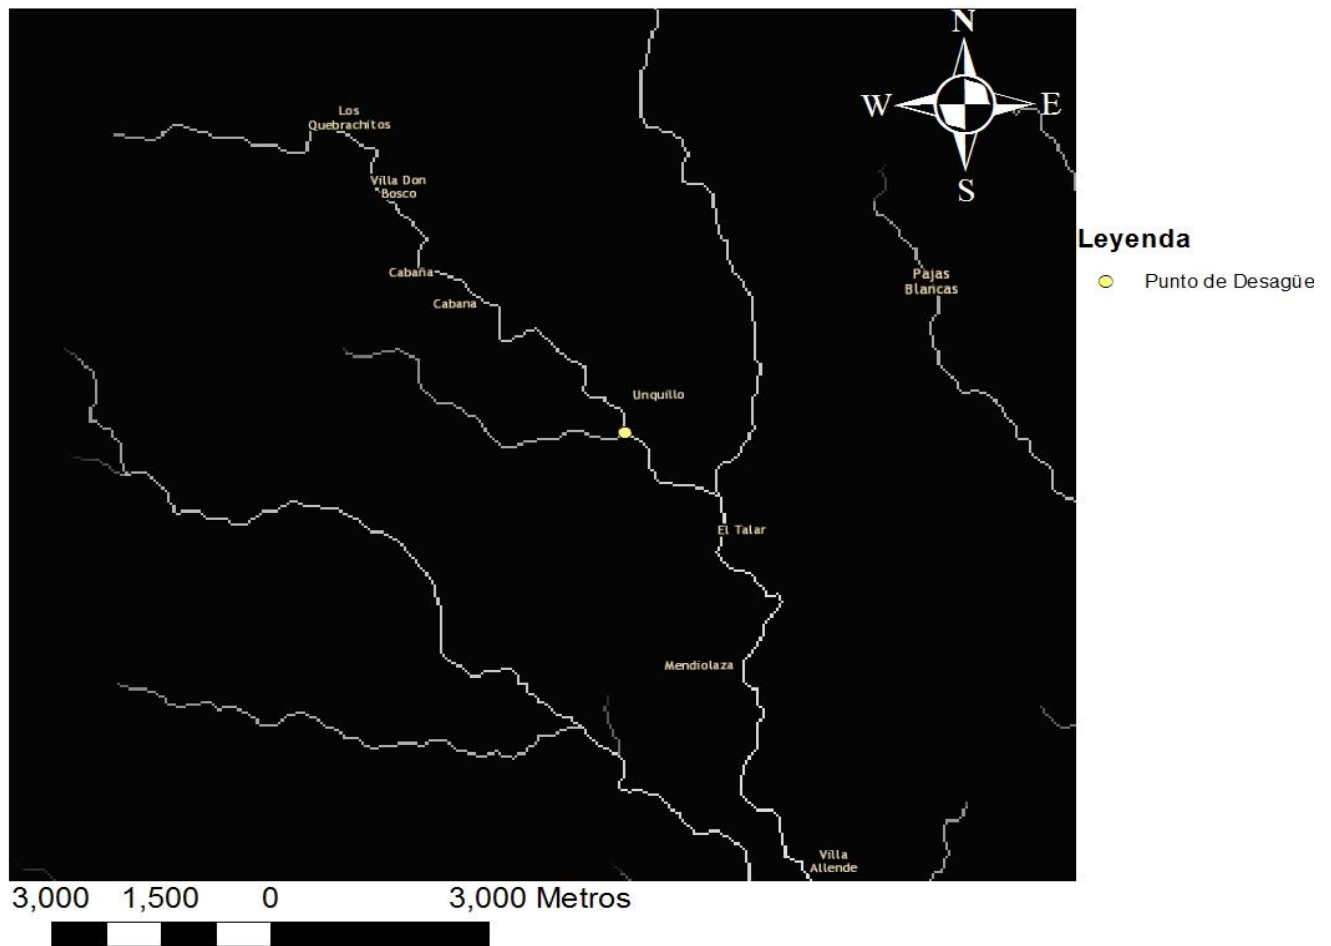 N
W
E
S
Los
Quebrachitos
Villa Don
Bosco
Cabaña
Cabana
Unquillo
Pajas
Blancas
El Talar
Mendiolaza
Villa
Allende
Leyenda
Punto de Desagüe
3,000 1,500 0 3,000 Metros